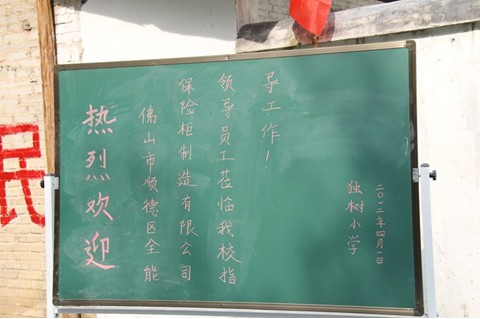 热烈欢迎
佛山市顺德区全能
保险柜制造有限公司
领导员工莅临我校指
导工作！
独树小学
二〇一二年四月一日
民